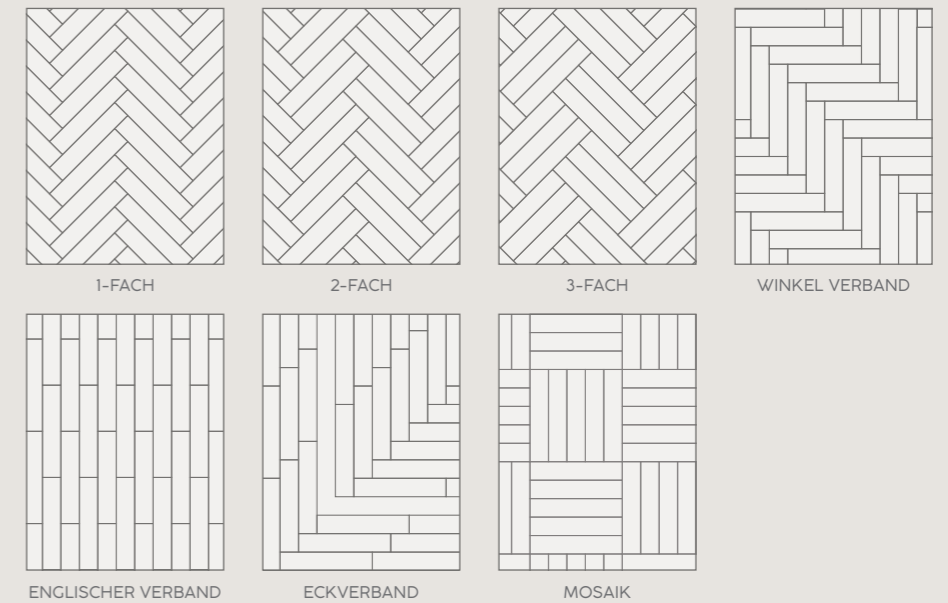 1-FACH
2-FACH
3-FACH
WINKEL VERBAND
ENGLISCHER VERBAND
ECKVERBAND
MOSAIK